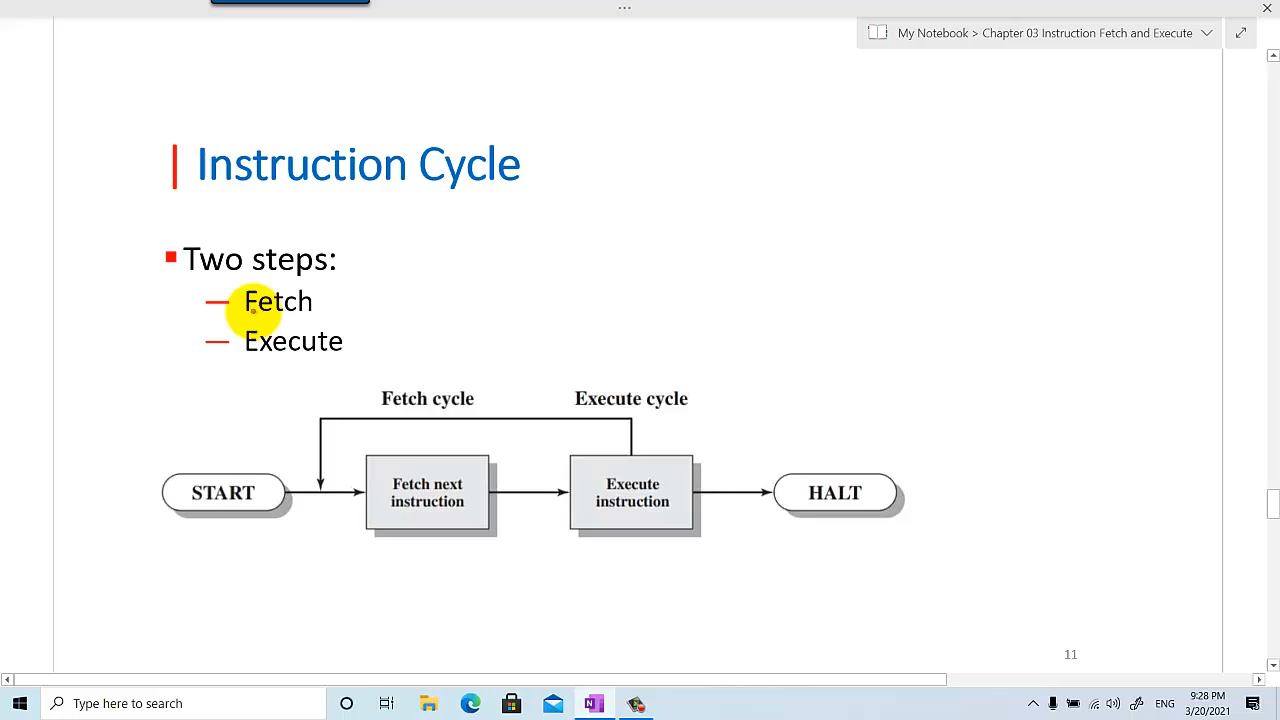 My Notebook > Chapter 03 Instruction Fetch and Execute
Instruction Cycle
Two steps:
— Fetch
— Execute
Fetch cycle
Execute cycle
START
Fetch next
instruction
Execute
instruction
HALT
11
Type here to search
ENG
9:28 PM
3/20/2021